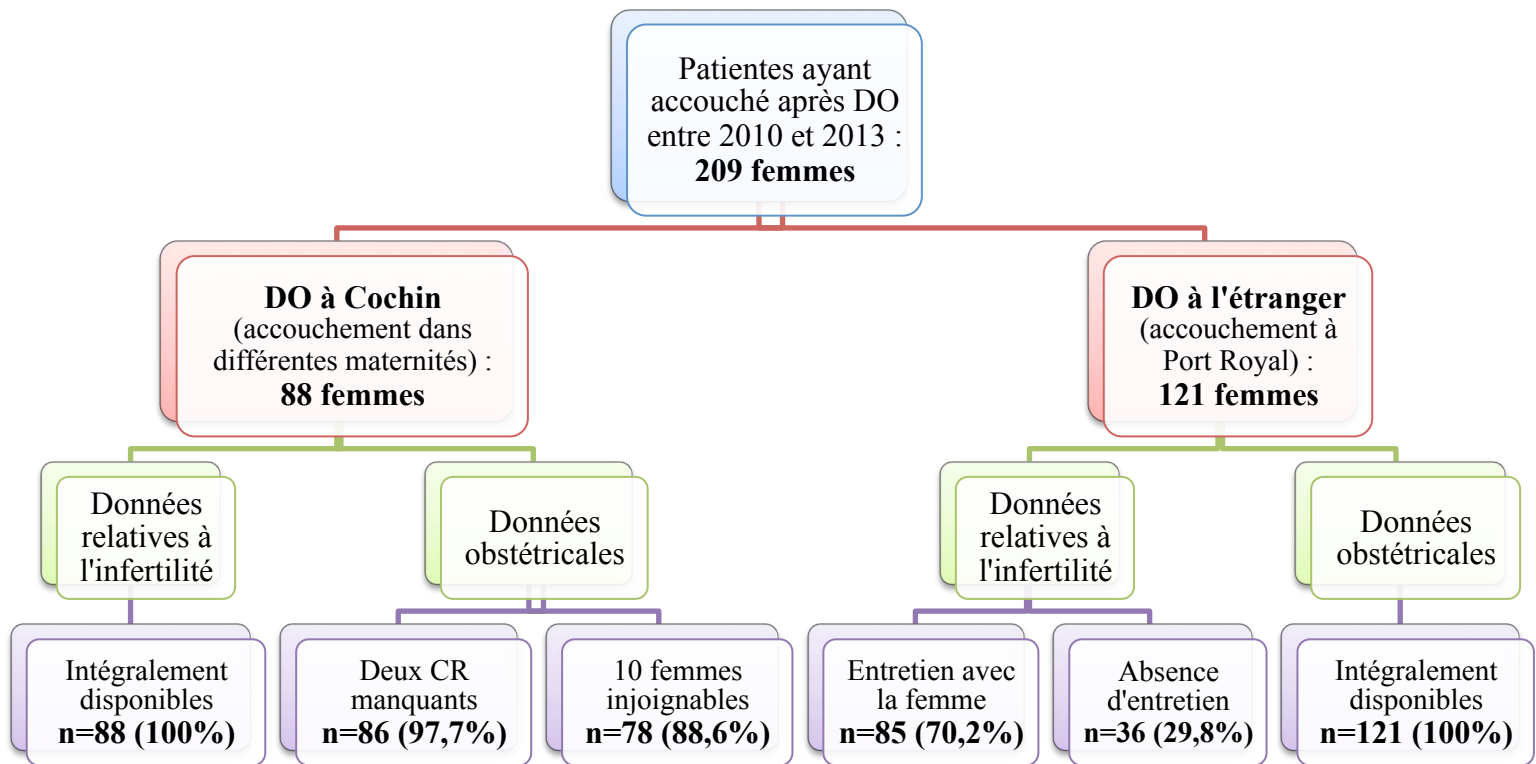 Patientes ayant
accouché après DO
entre 2010 et 2013 :
209 femmes
DO à Cochin
(accouchement dans
différentes maternités) :
88 femmes
DO à l'étranger
(accouchement à
Port Royal) :
121 femmes
Données
relatives à
l'infertilité
Données
obstétricales
Données
relatives à
l'infertilité
Données
obstétricales
Intégralement
disponibles
n=88 (100%)
Deux CR
manquants
n=86 (97,7%)
10 femmes
injoignables
n=78 (88,6%)
Entretien avec
la femme
n=85 (70,2%)
Absence
d'entretien
n=36 (29,8%)
Intégralement
disponibles
n=121 (100%)